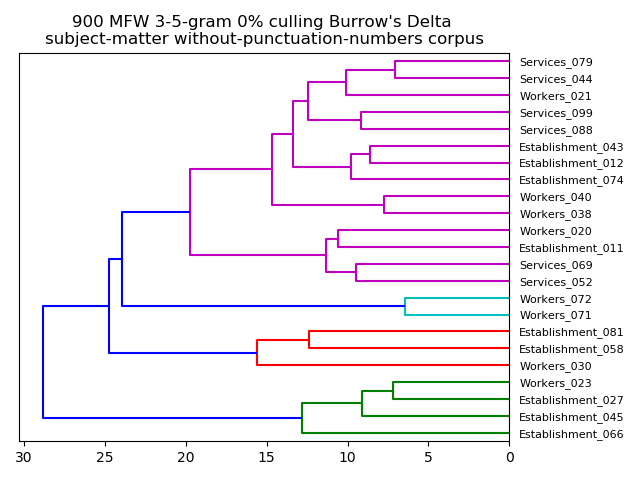 900 MFW 3-5-gram 0% culling Burrow's Delta
subject-matter without-punctuation-numbers corpus
Services_079
Services_044
Workers_021
Services_099
Services_088
Establishment_043
Establishment_012
Establishment_074
Workers_040
Workers_038
Workers_020
Establishment_011
Services_069
Services_052
Workers_072
Workers_071
Establishment_081
Establishment_058
Workers_030
Workers_023
Establishment_027
Establishment_045
Establishment_066
30 25 20 15 10 5 0